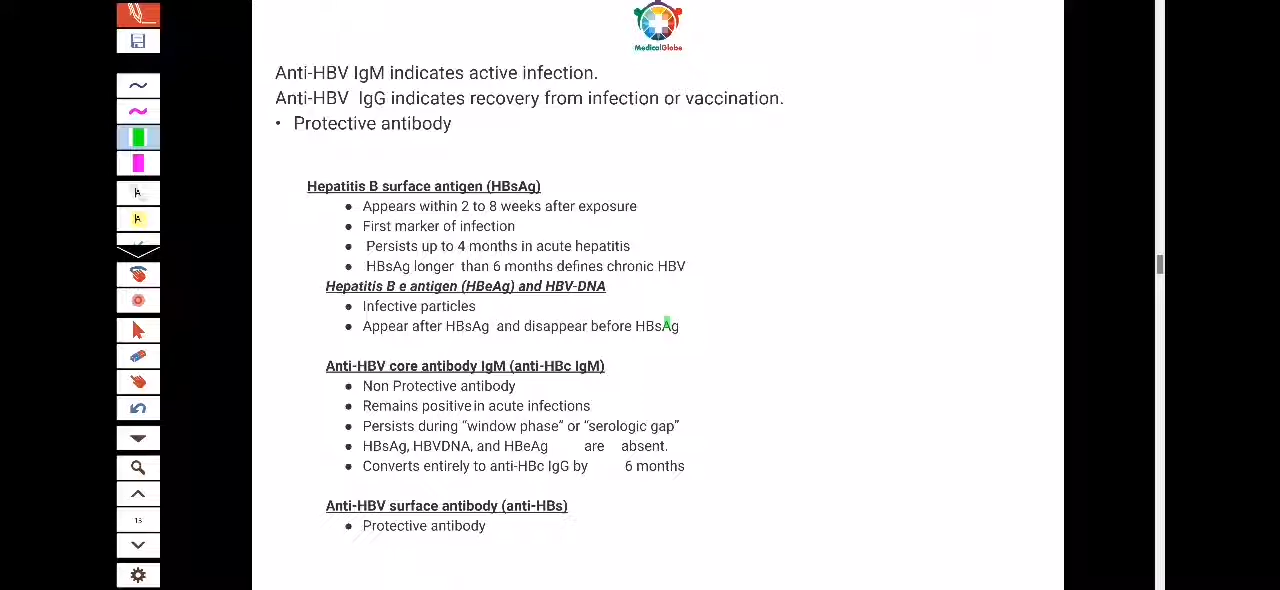 MedicalGlobe
Anti-HBV IgM indicates active infection.
Anti-HBV IgG indicates recovery from infection or vaccination.
• Protective antibody
Hepatitis B surface antigen (HBsAg)
● Appears within 2 to 8 weeks after exposure
● First marker of infection
● Persists up to 4 months in acute hepatitis
● HBsAg longer than 6 months defines chronic HBV
Hepatitis B e antigen (HBeAg) and HBV-DNA
● Infective particles
● Appear after HBsAg and disappear before HBsAg
Anti-HBV core antibody IgM (anti-HBc IgM)
● Non Protective antibody
● Remains positive in acute infections
● Persists during “window phase” or “serologic gap”
● HBsAg, HBVDNA, and HBeAg are absent.
● Converts entirely to anti-HBc IgG by 6 months
Anti-HBV surface antibody (anti-HBs)
● Protective antibody
A
A